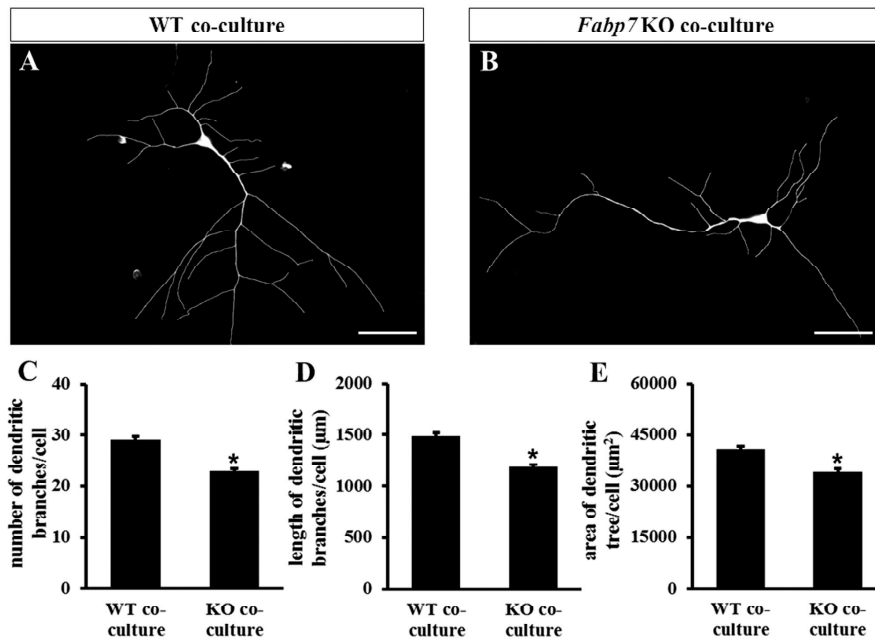 WT co-culture
Fabp7 KO co-culture
A
B
C
number of dendritic
branches/cell
40
30
20
10
0
*
WT co-
culture
KO co-
culture
D
length of dendritic
branches/cell (μm)
2000
1500
1000
500
0
*
WT co-
culture
KO co-
culture
E
area of dendritic
tree/cell (μm²)
60000
45000
30000
15000
0
*
WT co-
culture
KO co-
culture